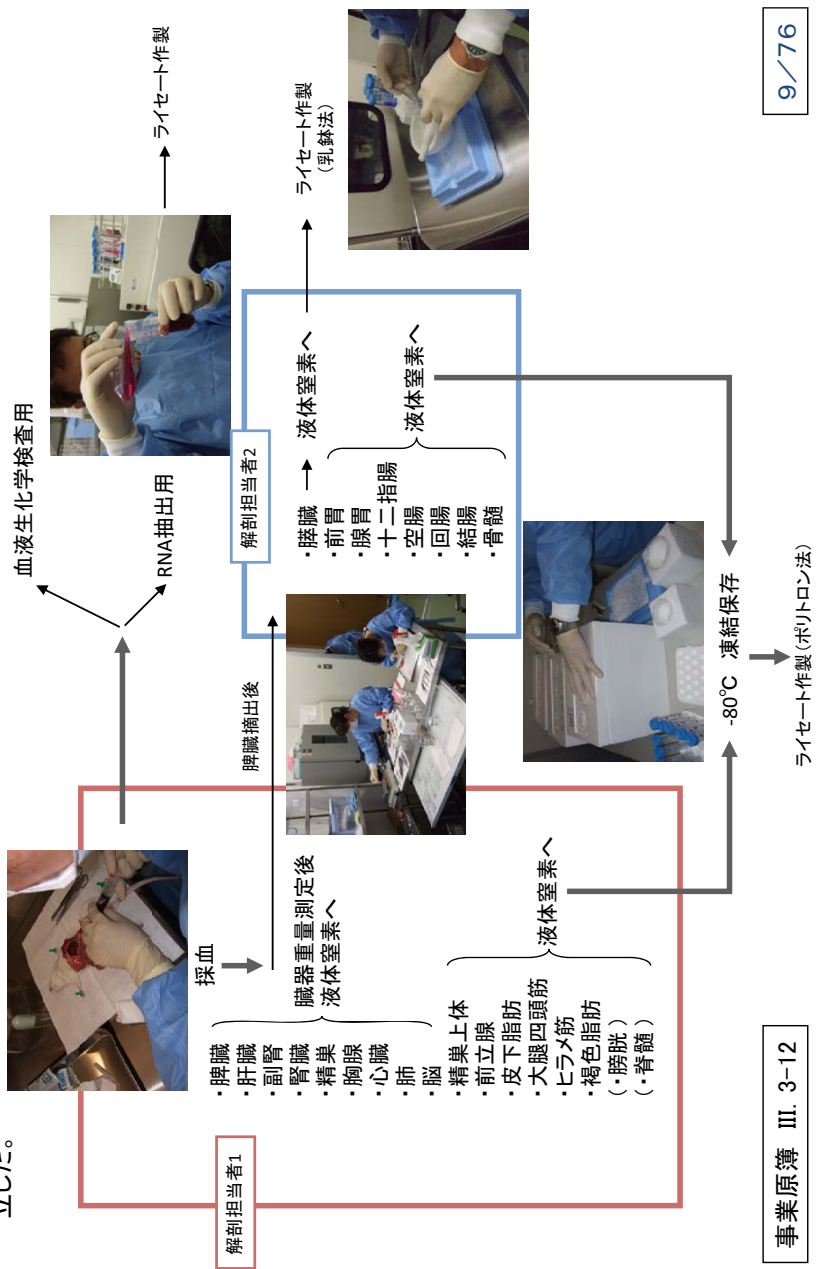 立した。
解剖担当者1
採血
・脾臓
・肝臓
・副腎
・腎臓
・精巣
・胸腺
・心臓
・肺
・脳
臓器重量測定後
液体窒素へ
・精巣上体
・前立腺
・皮下脂肪
・大腿四頭筋
・ヒラメ筋
・褐色脂肪
(・膀胱 )
(・脊髄 )
液体窒素へ
脾臓摘出後
血液生化学検査用
RNA抽出用
ライセート作製
解剖担当者2
・膵臓
液体窒素へ
ライセート作製
(乳鉢法)
・前胃
・腺胃
・十二指腸
・空腸
・回腸
・結腸
・骨髄
液体窒素へ
-80℃ 凍結保存
ライセート作製(ポリトロン法)
事業原簿 III. 3-12
9/76